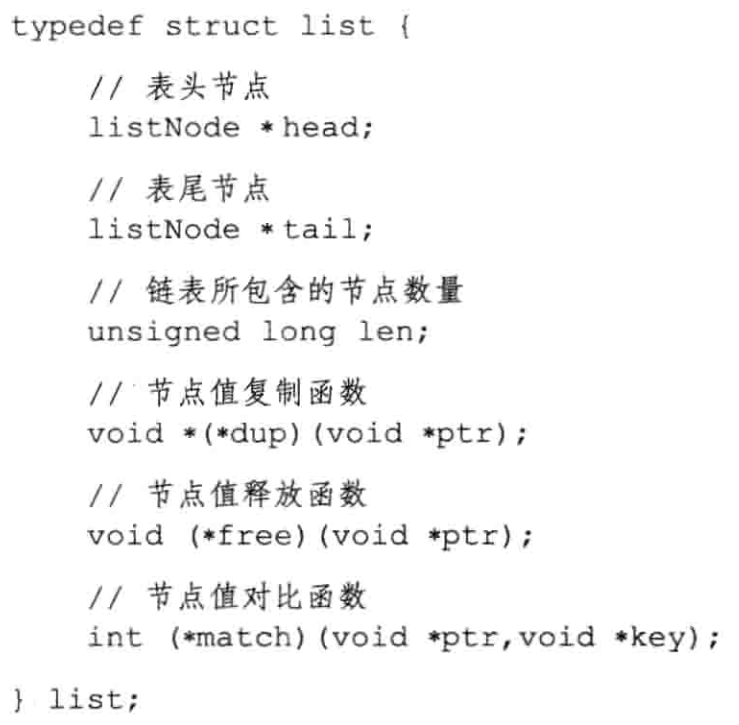 typedef struct list {
// 表头节点
listNode *head;
// 表尾节点
listNode *tail;
// 链表所包含的节点数量
unsigned long len;
// 节点值复制函数
void *(*dup)(void *ptr);
// 节点值释放函数
void (*free)(void *ptr);
// 节点值对比函数
int (*match)(void *ptr,void *key);
} list;